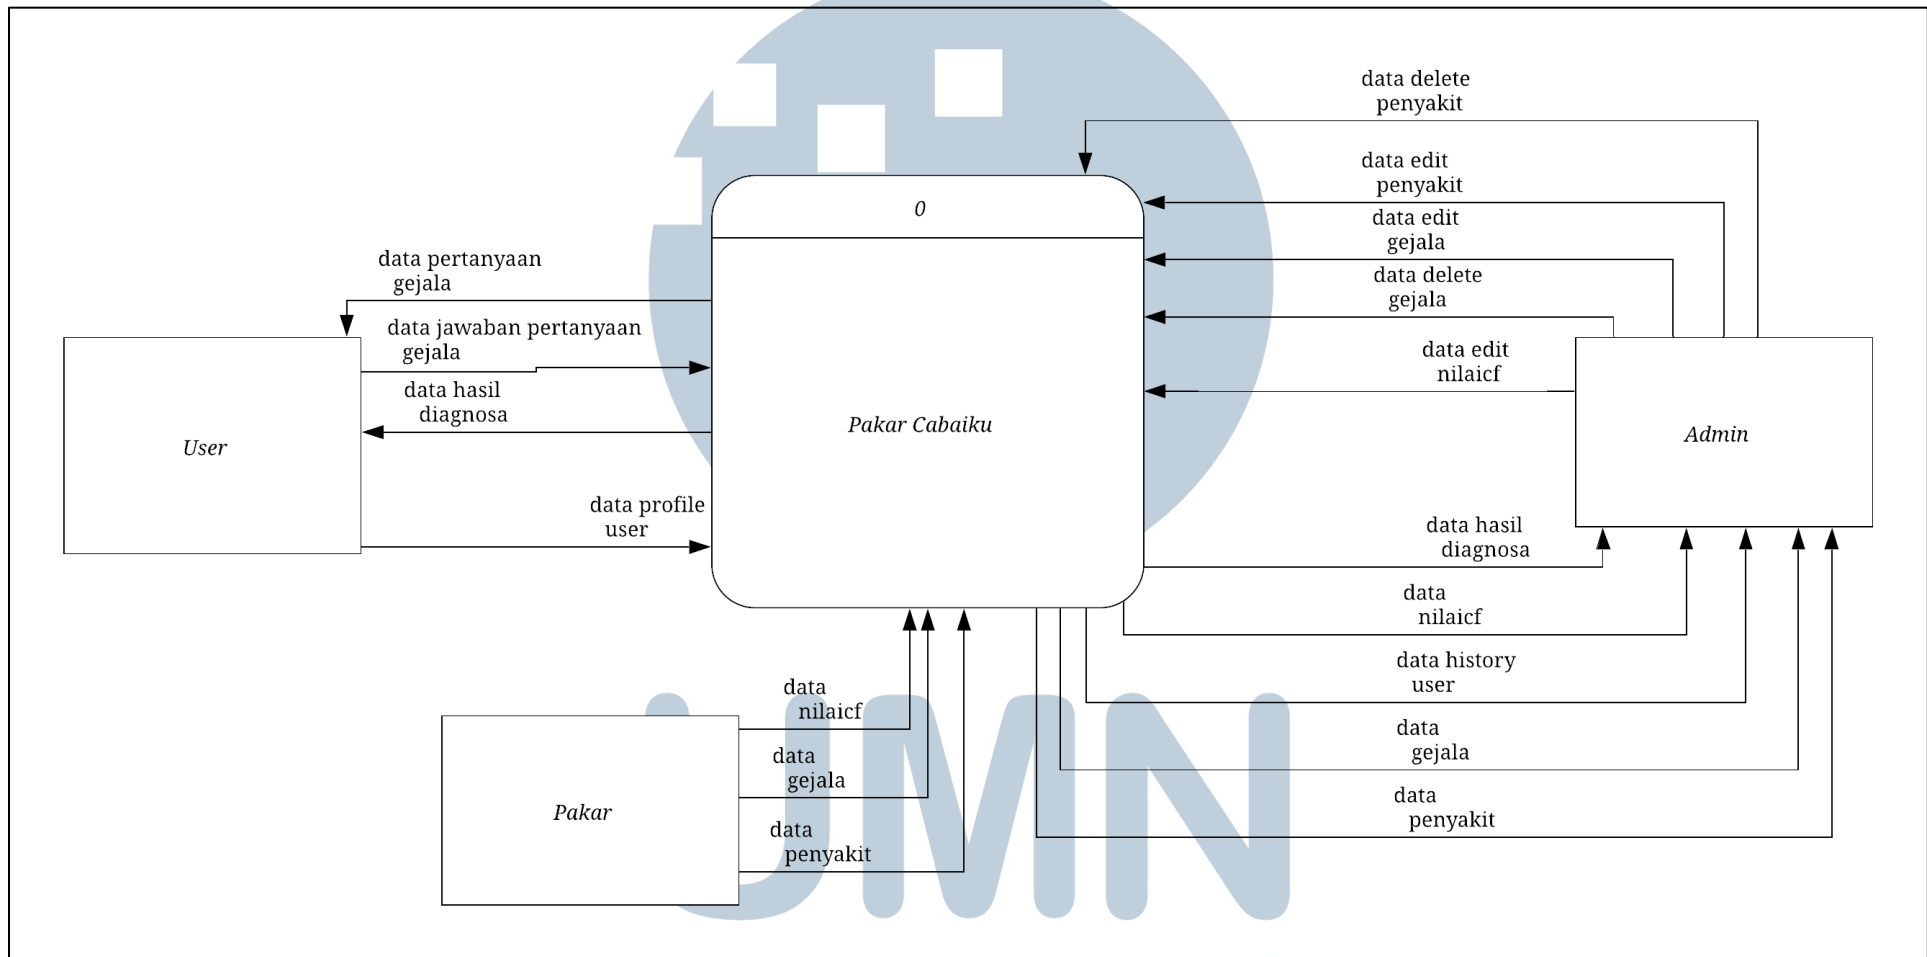 data delete
penyakit
data edit
penyakit
0
data edit
gejala
data pertanyaan
gejala
data delete
gejala
data jawaban pertanyaan
gejala
data edit
nilaicf
data hasil
diagnosa
User
Pakar Cabaiku
Admin
data profile
user
data hasil
diagnosa
data
nilaicf
data history
user
data
nilaicf
data
gejala
data
gejala
data
penyakit
Pakar
data
penyakit
UMN